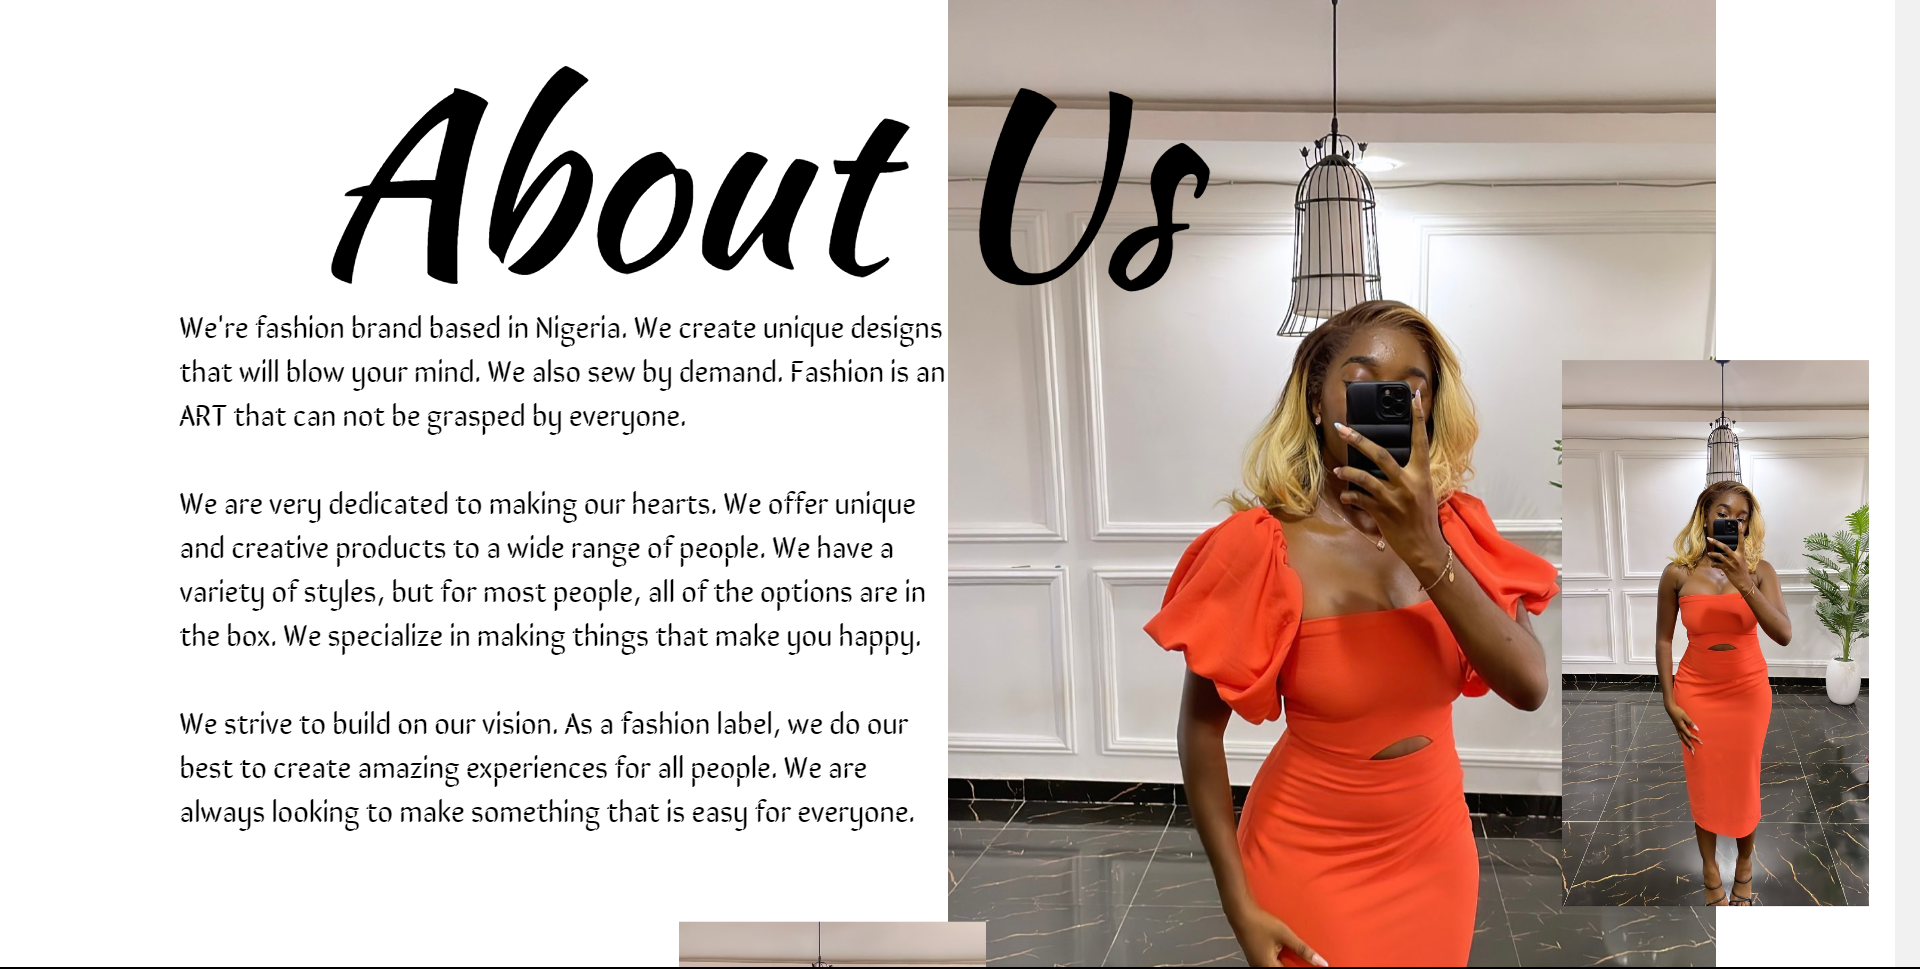 About Us
We're fashion brand based in Nigeria. We create unique designs
that will blow your mind. We also sew by demand. Fashion is an
ART that can not be grasped by everyone.
We are very dedicated to making our hearts. We offer unique
and creative products to a wide range of people. We have a
variety of styles, but for most people, all of the options are in
the box. We specialize in making things that make you happy.
We strive to build on our vision. As a fashion label, we do our
best to create amazing experiences for all people. We are
always looking to make something that is easy for everyone.